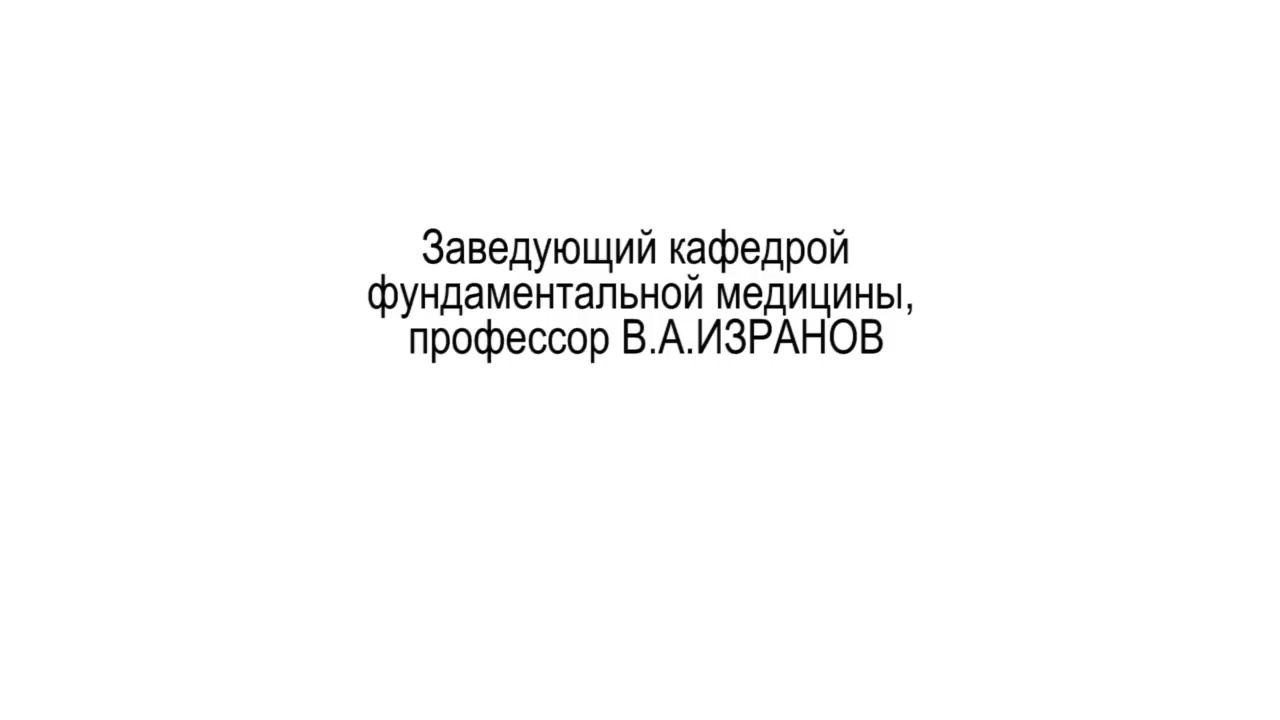 Заведующий кафедрой
фундаментальной медицины,
профессор В.А.ИЗРАНОВ